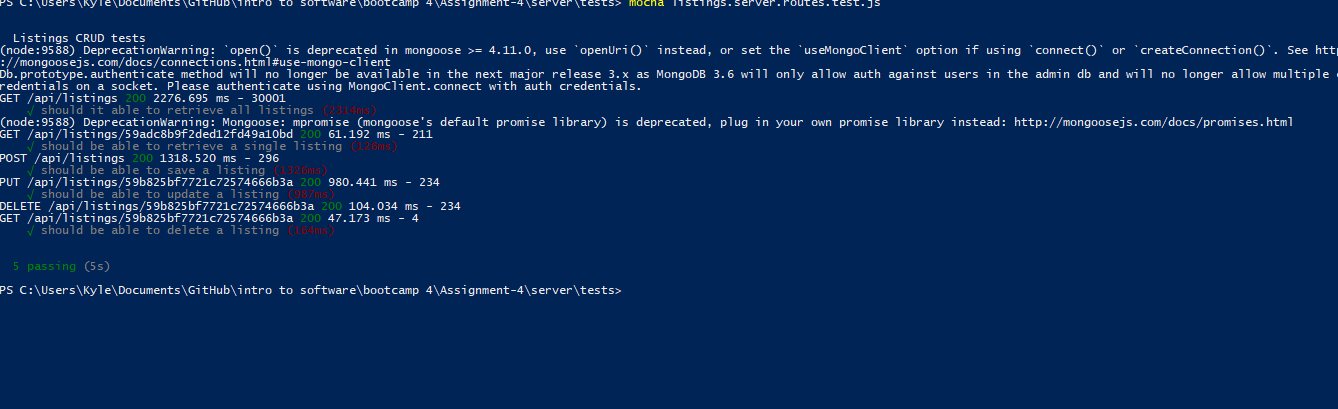 PS C:\Users\Kyle\Documents\GitHub\intro to software\bootcamp 4\Assignment-4\server\tests> mocha listings.server.routes.test.js
Listings CRUD tests
(node:9588) DeprecationWarning: `open()` is deprecated in mongoose >= 4.11.0, use `openUri()` instead, or set the `useMongoClient` option if using `connect()` or `createConnection()`. See http
://mongoosejs.com/docs/connections.html#use-mongo-client
Db.prototype.authenticate method will no longer be available in the next major release 3.x as MongoDB 3.6 will only allow auth against users in the admin db and will no longer allow multiple c
redentials on a socket. Please authenticate using MongoClient.connect with auth credentials.
GET /api/listings 200 2276.695 ms - 30001
√ should it able to retrieve all listings (2314ms)
(node:9588) DeprecationWarning: Mongoose: mpromise (mongoose's default promise library) is deprecated, plug in your own promise library instead: http://mongoosejs.com/docs/promises.html
GET /api/listings/59adc8b9f2ded12fd49a10bd 200 61.192 ms - 211
√ should be able to retrieve a single listing (126ms)
POST /api/listings 200 1318.520 ms - 296
√ should be able to save a listing (1326ms)
PUT /api/listings/59b825bf7721c72574666b3a 200 980.441 ms - 234
√ should be able to update a listing (987ms)
DELETE /api/listings/59b825bf7721c72574666b3a 200 104.034 ms - 234
GET /api/listings/59b825bf7721c72574666b3a 200 47.173 ms - 4
√ should be able to delete a listing (164ms)
5 passing (5s)
PS C:\Users\Kyle\Documents\GitHub\intro to software\bootcamp 4\Assignment-4\server\tests>